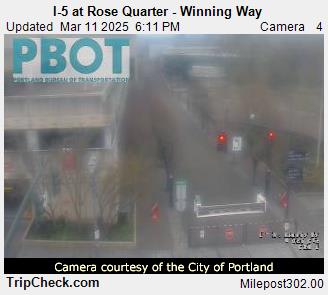 I-5 at Rose Quarter - Winning Way
Updated Mar 11 2025 6:11 PM Camera 4
PBOT
PORTLAND BUREAU OF TRANSPORTATION
Camera courtesy of the City of Portland
TripCheck.com Milepost302.00